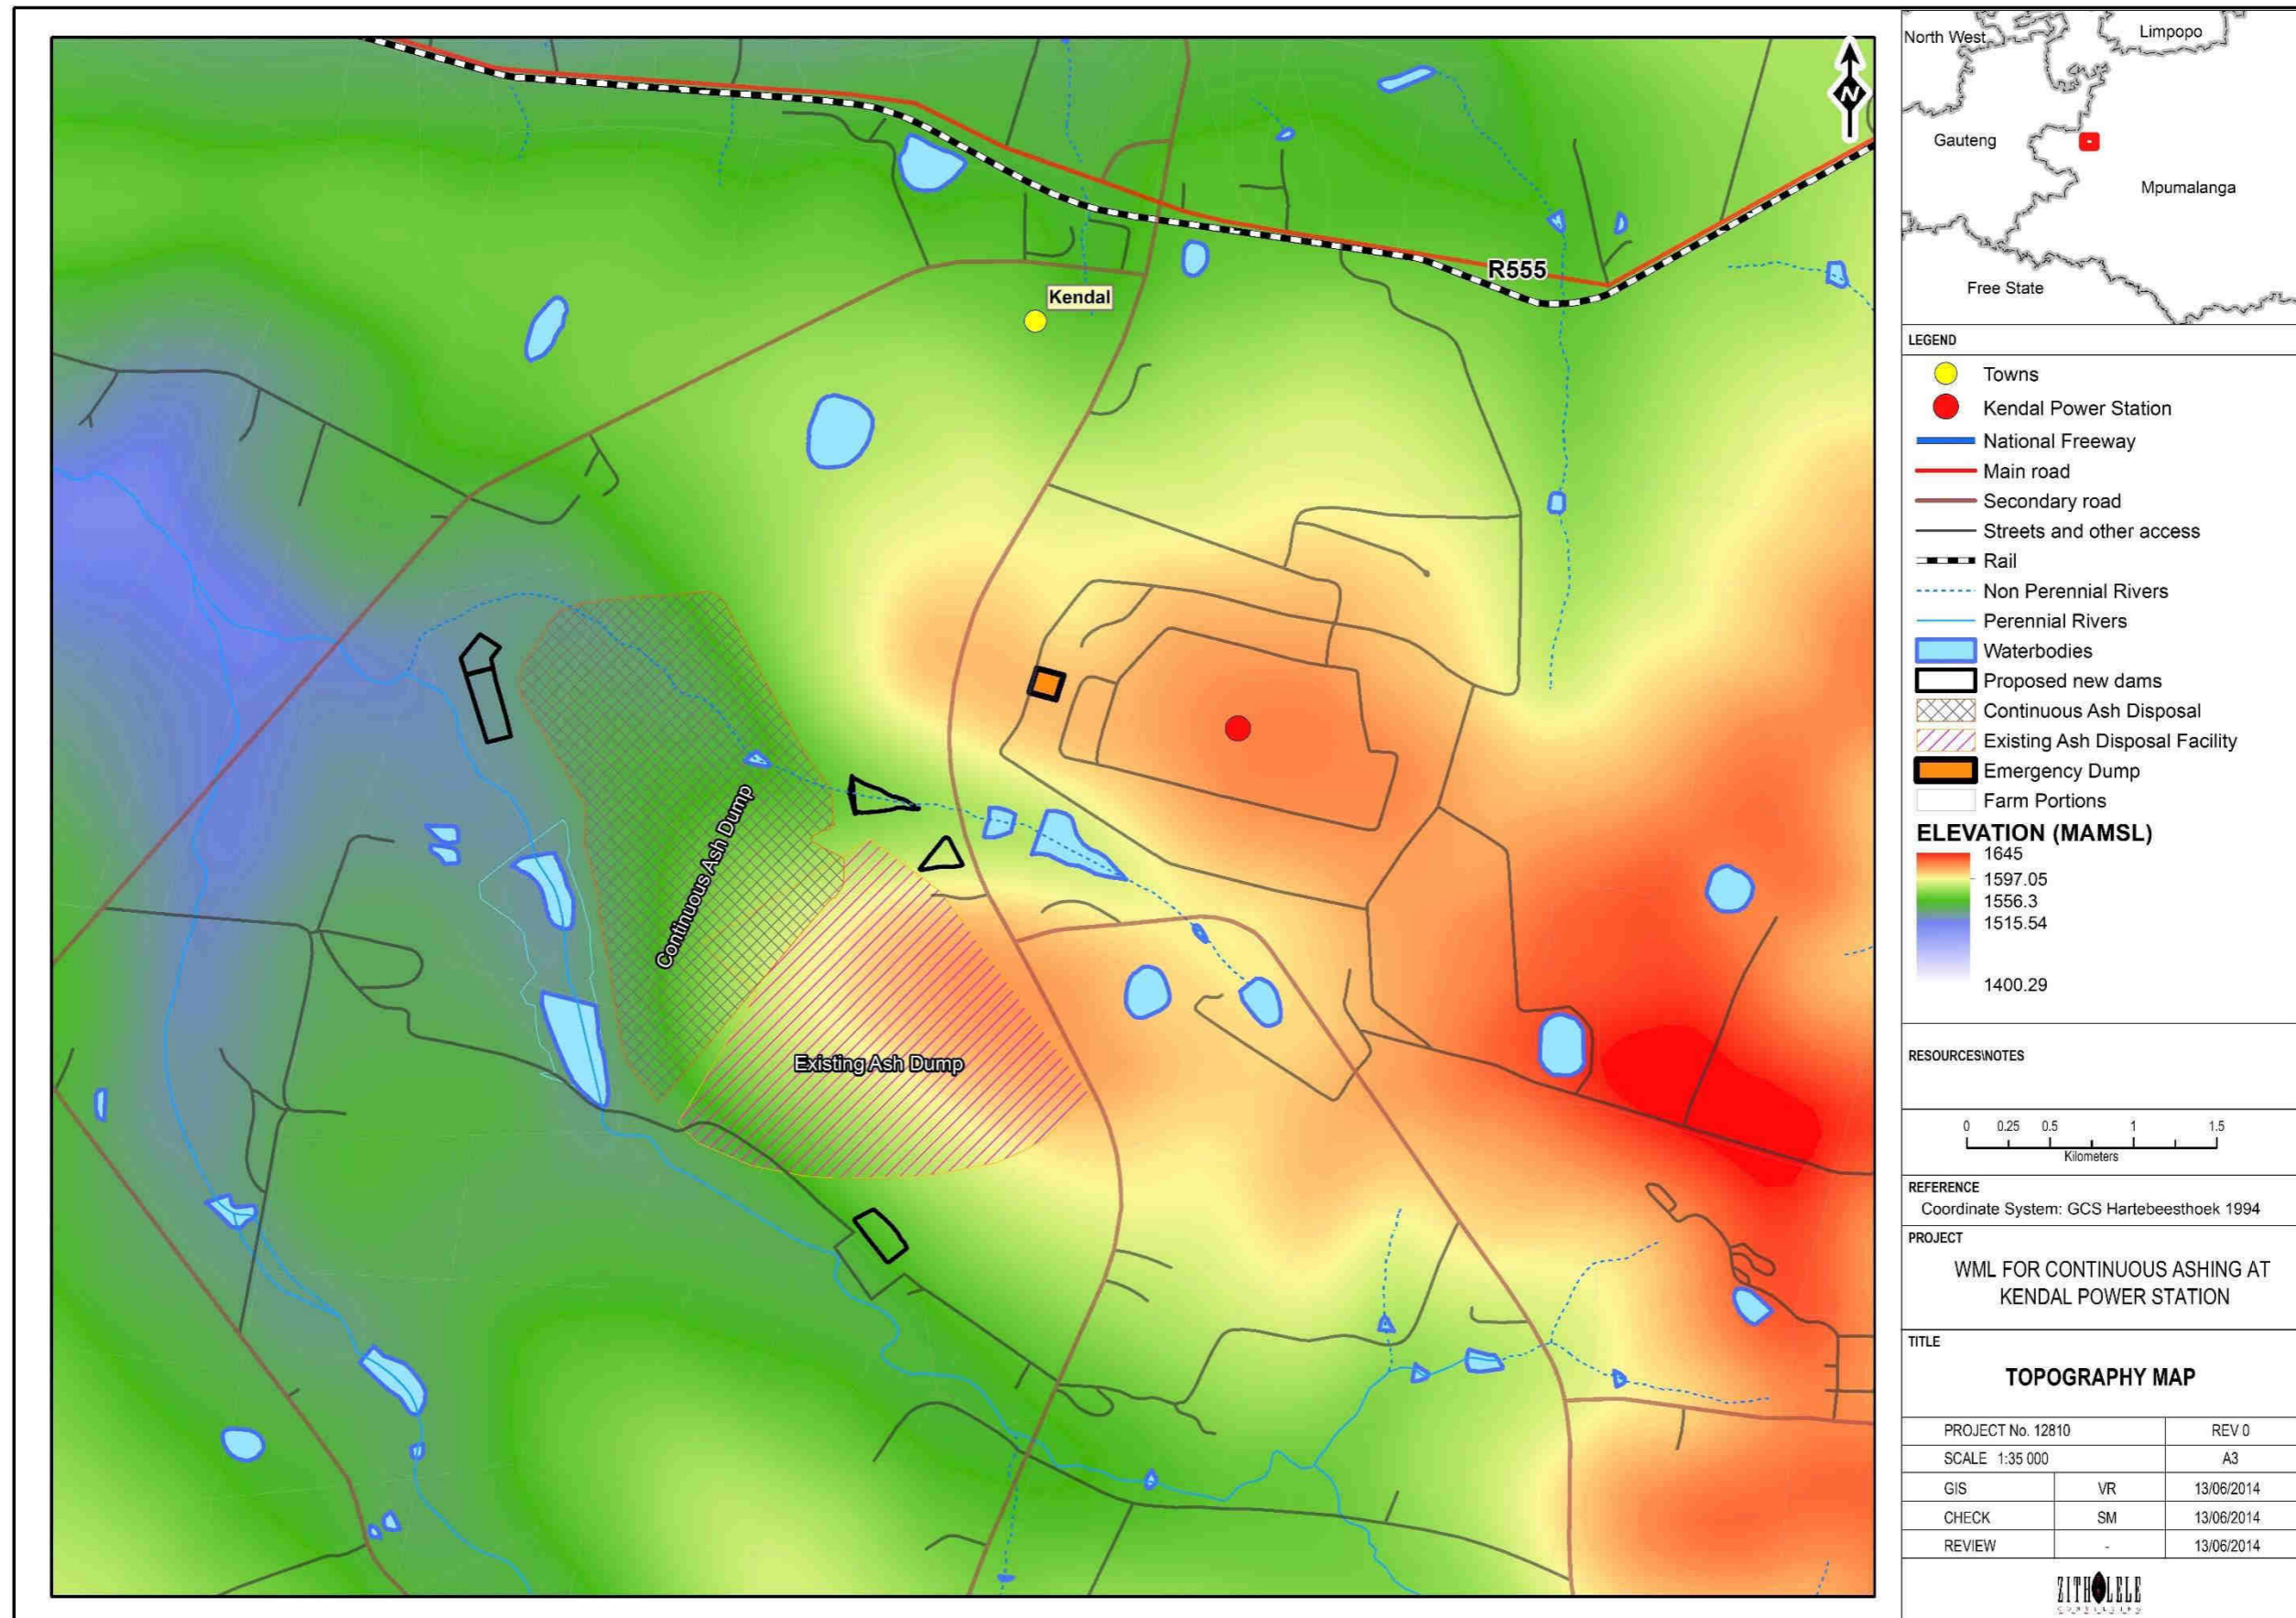 N
Kendal
R555
Continuous Ash Dump
Existing Ash Dump
North West
Limpopo
Gauteng
Mpumalanga
Free State
LEGEND
Towns
Kendal Power Station
National Freeway
Main road
Secondary road
Streets and other access
Rail
Non Perennial Rivers
Perennial Rivers
Waterbodies
Proposed new dams
Continuous Ash Disposal
Existing Ash Disposal Facility
Emergency Dump
Farm Portions
ELEVATION (MAMSL)
1645
1597.05
1556.3
1515.54
1400.29
RESOURCES\NOTES
0 0.25 0.5 1 1.5
Kilometers
REFERENCE
Coordinate System: GCS Hartebeesthoek 1994
PROJECT
WML FOR CONTINUOUS ASHING AT
KENDAL POWER STATION
TITLE
TOPOGRAPHY MAP
PROJECT No. 12810 REV 0
SCALE 1:35 000 A3
GIS VR 13/06/2014
CHECK SM 13/06/2014
REVIEW - 13/06/2014
ZITHOLELE
CONSULTING